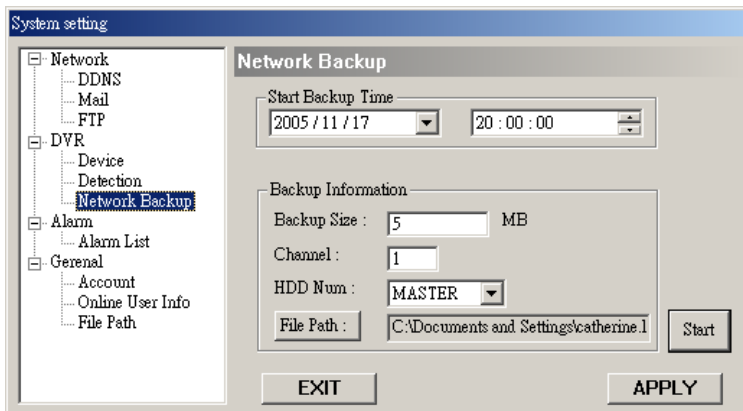 System setting
Network
DDNS
Mail
FTP
DVR
Device
Detection
Network Backup
Alarm
Alarm List
Gerenal
Account
Online User Info
File Path
Network Backup
Start Backup Time
2005 / 11 / 17 20 : 00 : 00
Backup Information
Backup Size : 5 MB
Channel : 1
HDD Num : MASTER
File Path : C:\Documents and Settings\catherine.l
Start
EXIT APPLY